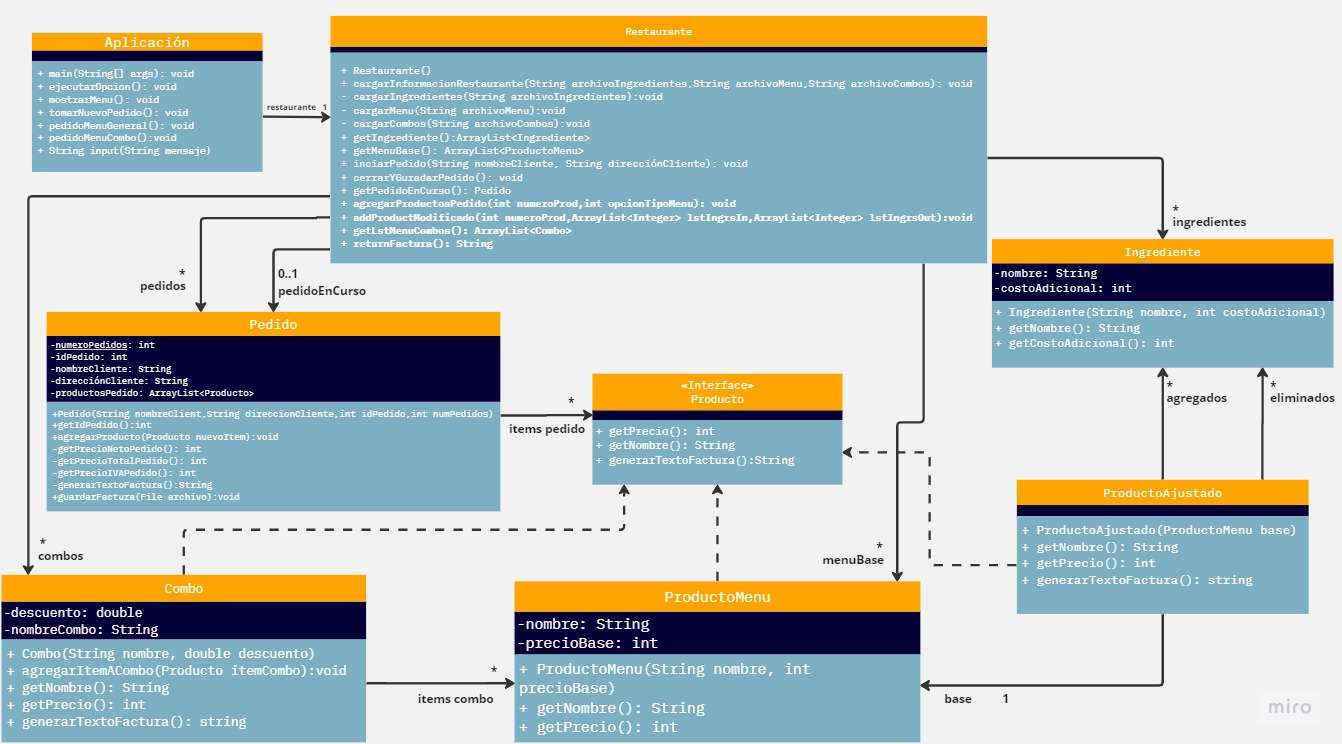 Aplicación
+ main(String[] args): void
+ ejecutarOpcion(): void
+ mostrarMenu(): void
+ tomarNuevoPedido(): void
+ pedidoMenuGeneral(): void
+ pedidoMenuCombo():void
+ String input(String mensaje)
restaurante 1
Restaurante
+ Restaurante()
+ cargarInformacionRestaurante(String archivoIngredientes,String archivoMenu,String archivoCombos): void
- cargarIngredientes(String archivoIngredientes):void
- cargarMenu(String archivoMenu):void
- cargarCombos(String archivoCombos):void
+ getIngrediente():ArrayList<Ingrediente>
+ getMenuBase(): ArrayList<ProductoMenu>
+ inciarPedido(String nombreCliente, String direcciónCliente): void
+ cerrarYGuradarPedido(): void
+ getPedidoEnCurso(): Pedido
+ agregarProductosPedido(int numeroProd,int opcionTipoMenu): void
+ addProductModificado(int numeroProd,ArrayList<Integer> lstIngrsIn,ArrayList<Integer> lstIngrsOut):void
+ getLstMenuCombos(): ArrayList<Combo>
+ returnFactura(): String
*
ingredientes
*
pedidos
0..1
pedidoEnCurso
Ingrediente
-nombre: String
-costoAdicional: int
+ Ingrediente(String nombre, int costoAdicional)
+ getNombre(): String
+ getCostoAdicional(): int
Pedido
-numeroPedidos: int
-idPedido: int
-nombreCliente: String
-direcciónCliente: String
-productosPedido: ArrayList<Producto>
+Pedido(String nombreClient,String direccionCliente,int idPedido,int numPedidos)
+getIdPedido():int
+agregarProducto(Producto nuevoItem):void
-getPrecioNetoPedido(): int
-getPrecioTotalPedido(): int
-getPrecioIVAPedido(): int
-generarTextoFactura():String
+guardarFactura(File archivo):void
*
items pedido
«Interface»
Producto
+ getPrecio(): int
+ getNombre(): String
+ generarTextoFactura():String
*
agregados
*
eliminados
ProductoAjustado
+ ProductoAjustado(ProductoMenu base)
+ getNombre(): String
+ getPrecio(): int
+ generarTextoFactura(): string
*
combos
*
menuBase
Combo
-descuento: double
-nombreCombo: String
+ Combo(String nombre, double descuento)
+ agregarItemACombo(Producto itemCombo):void
+ getNombre(): String
+ getPrecio(): int
+ generarTextoFactura(): string
*
items combo
ProductoMenu
-nombre: String
-precioBase: int
+ ProductoMenu(String nombre, int
precioBase)
+ getNombre(): String
+ getPrecio(): int
base 1
miro